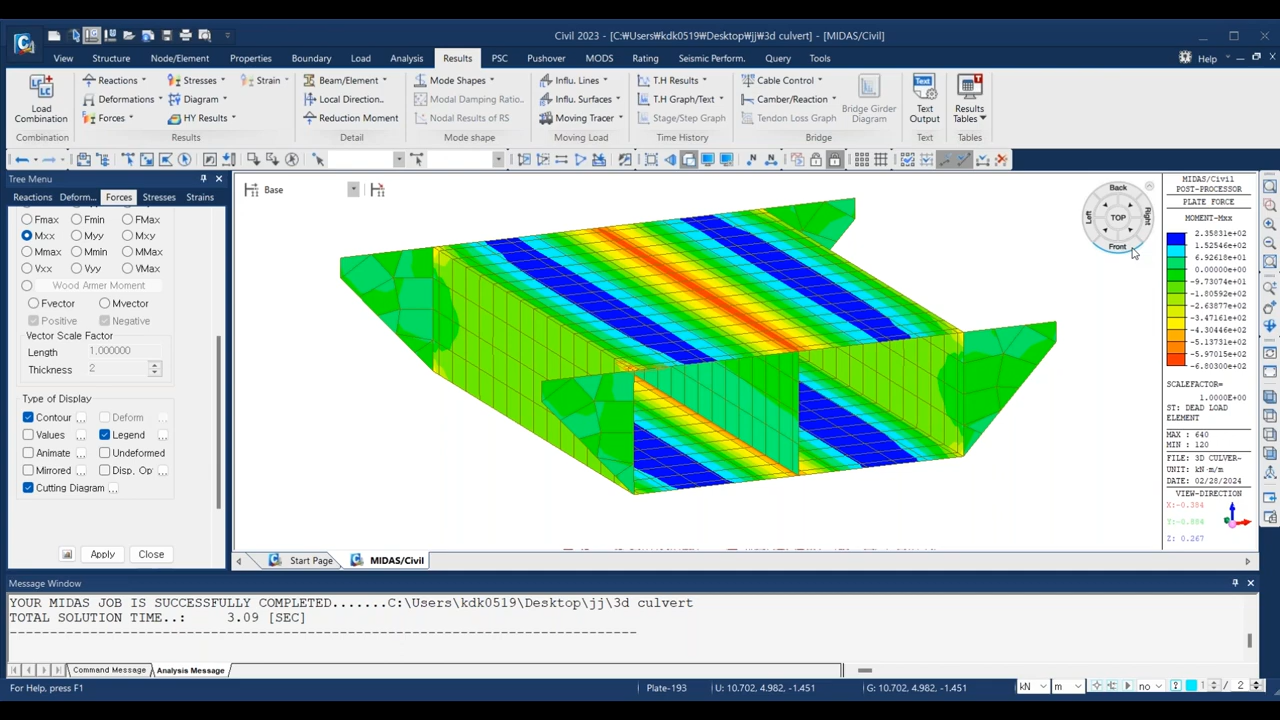 Civil 2023 - [C:\Users\kdk0519\Desktop\jj\3d culvert] - [MIDAS/Civil]
View Structure Node/Element Properties Boundary Load Analysis Results PSC Pushover MODS Rating Seismic Perform. Query Tools Help
Load Combination
Reactions
Deformations
Forces
Stresses
Diagram
HY Results
Strain
Beam/Element
Local Direction..
Reduction Moment
Mode Shapes
Modal Damping Ratio..
Nodal Results of RS
Influ. Lines
Influ. Surfaces
Moving Tracer
T.H Results
T.H Graph/Text
Stage/Step Graph
Cable Control
Camber/Reaction
Tendon Loss Graph
Bridge Girder Diagram
Text Output
Results Tables
Combination Results Detail Mode shape Moving Load Time History Bridge Text Tables
Tree Menu
Reactions Deform... Forces Stresses Strains
Fmax Fmin FMax
Mxx Myy Mxy
Mmax Mmin MMax
Vxx Vyy VMax
Wood Armer Moment
Fvector Mvector
Positive Negative
Vector Scale Factor
Length 1.000000
Thickness 2
Type of Display
Contour ... Deform ...
Values ... Legend ...
Animate ... Undeformed
Mirrored ... Disp. Op ...
Cutting Diagram ...
Apply Close
Base
Back
Left TOP Right
Front
MIDAS/Civil
POST-PROCESSOR
PLATE FORCE
MOMENT-Mxx
2.35831e+02
1.52546e+02
6.92618e+01
0.00000e+00
-9.73074e+01
-1.80592e+02
-2.63877e+02
-3.47161e+02
-4.30446e+02
-5.13731e+02
-5.97015e+02
-6.80300e+02
SCALEFACTOR=
1.0000E+00
ST: DEAD LOAD
ELEMENT
MAX : 640
MIN : 120
FILE: 3D CULVER~
UNIT: kN·m/m
DATE: 02/28/2024
VIEW-DIRECTION
X:-0.384
Y:-0.884
Z: 0.267
Start Page MIDAS/Civil
Message Window
YOUR MIDAS JOB IS SUCCESSFULLY COMPLETED.......C:\Users\kdk0519\Desktop\jj\3d culvert
TOTAL SOLUTION TIME..: 3.09 [SEC]
Command Message Analysis Message
For Help, press F1 Plate-193 U: 10.702, 4.982, -1.451 G: 10.702, 4.982, -1.451 kN m no 1 / 2